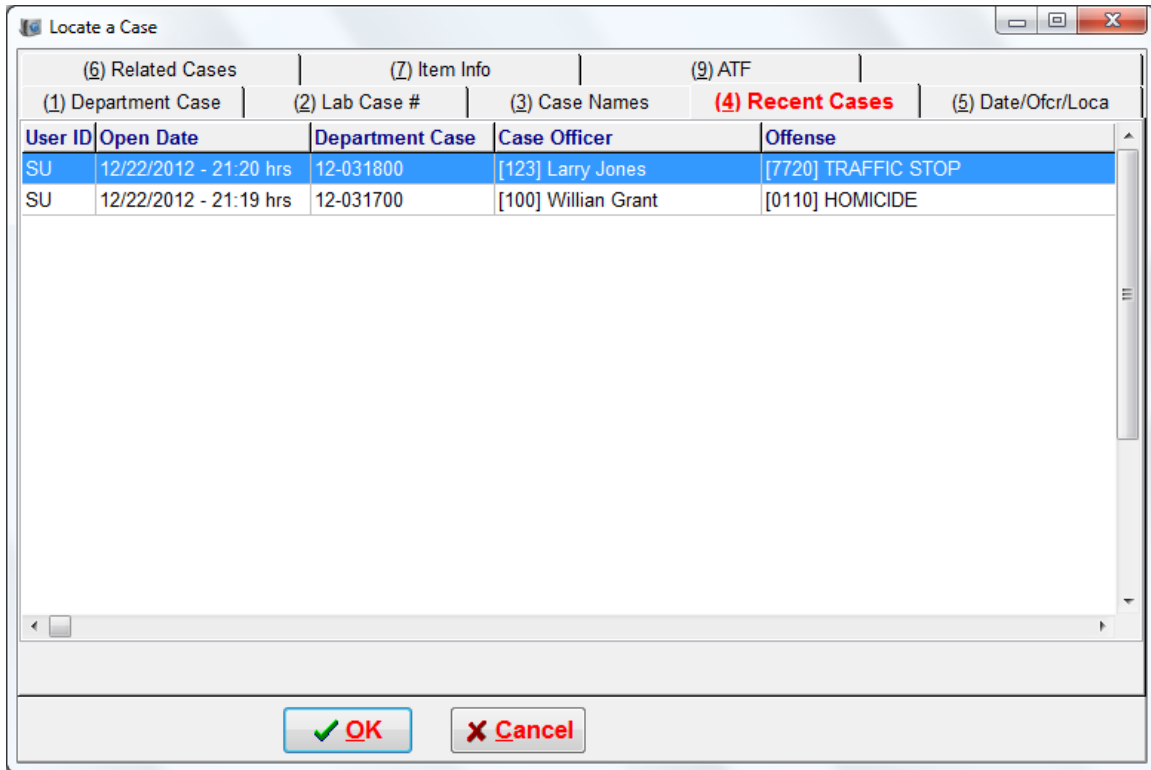 Locate a Case
(6) Related Cases (7) Item Info (9) ATF
(1) Department Case (2) Lab Case # (3) Case Names (4) Recent Cases (5) Date/Ofcr/Loca
User ID Open Date Department Case Case Officer Offense
SU 12/22/2012 - 21:20 hrs 12-031800 [123] Larry Jones [7720] TRAFFIC STOP
SU 12/22/2012 - 21:19 hrs 12-031700 [100] Willian Grant [0110] HOMICIDE
OK Cancel